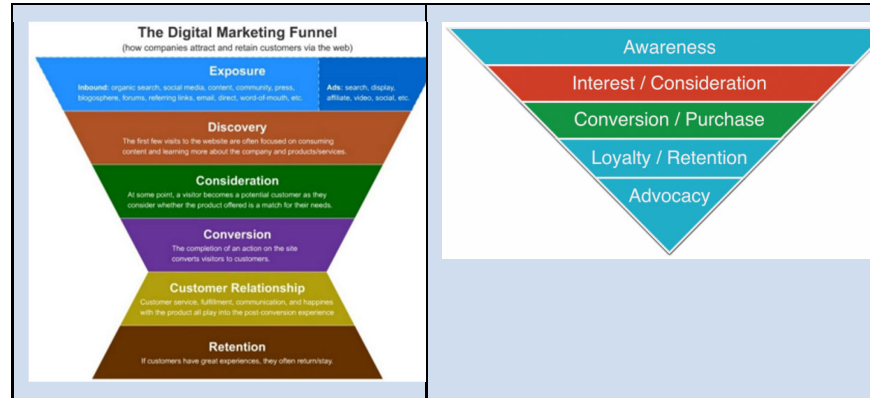 The Digital Marketing Funnel
(how companies attract and retain customers via the web)
Exposure
Inbound: organic search, social media, content, community, press,
blogosphere, forums, referring links, email, direct, word-of-mouth, etc.
Ads: search, display,
affiliate, video, social, etc.
Discovery
The first few visits to the website are often focused on consuming
content and learning more about the company and products/services.
Consideration
At some point, a visitor becomes a potential customer as they
consider whether the product offered is a match for their needs.
Conversion
The completion of an action on the site
converts visitors to customers.
Customer Relationship
Customer service, fulfillment, communication, and happines
with the product all play into the post-conversion experience
Retention
If customers have great experiences, they often return/stay.
Awareness
Interest / Consideration
Conversion / Purchase
Loyalty / Retention
Advocacy